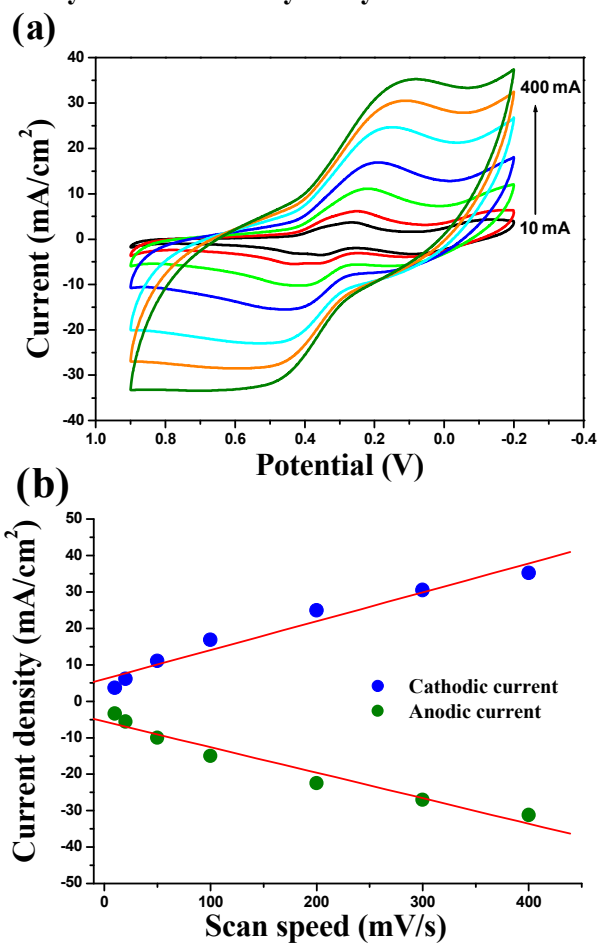 (a)
40
30
20
10
0
-10
-20
-30
-40
Current (mA/cm²)
400 mA
10 mA
1.0 0.8 0.6 0.4 0.2 0.0 -0.2 -0.4
Potential (V)
(b)
50
40
30
20
10
0
-10
-20
-30
-40
-50
Current density (mA/cm²)
Cathodic current
Anodic current
0 100 200 300 400
Scan speed (mV/s)